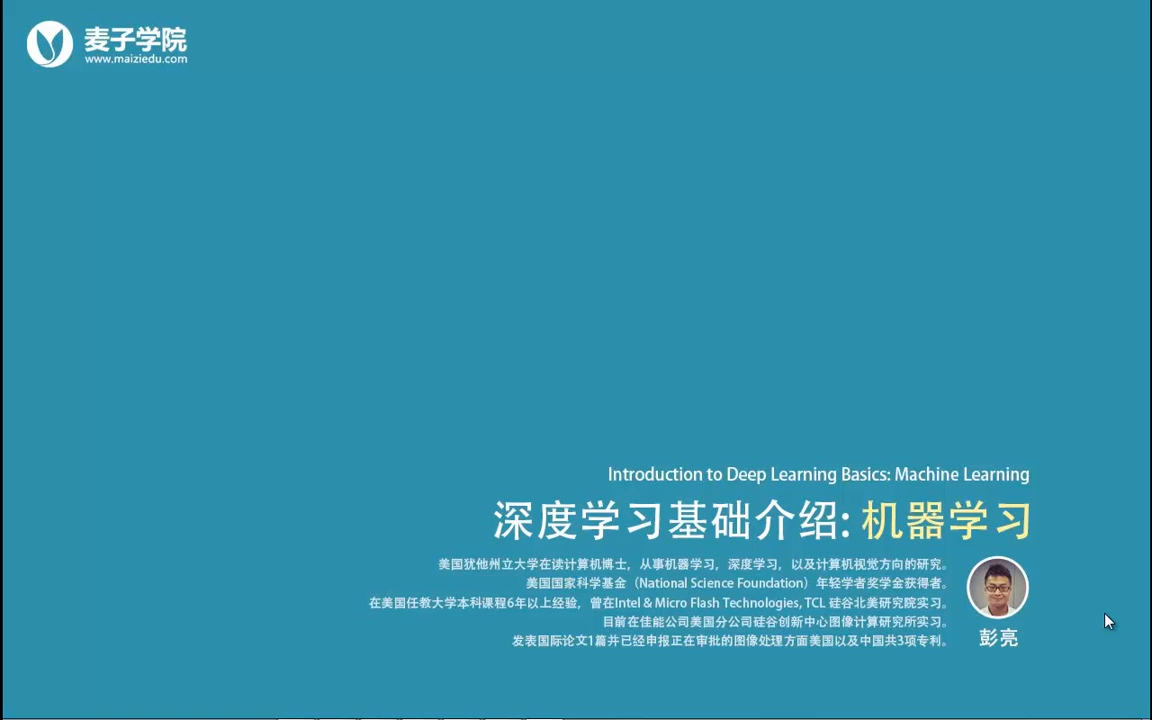 麦子学院
www.maiziedu.com
Introduction to Deep Learning Basics: Machine Learning
深度学习基础介绍: 机器学习
美国犹他州立大学在读计算机博士，从事机器学习，深度学习，以及计算机视觉方向的研究。
美国国家科学基金（National Science Foundation）年轻学者奖学金获得者。
在美国任教大学本科课程6年以上经验，曾在Intel & Micro Flash Technologies, TCL 硅谷北美研究院实习。
目前在佳能公司美国分公司硅谷创新中心图像计算研究所实习。
发表国际论文1篇并已经申报正在审批的图像处理方面美国以及中国共3项专利。
彭亮